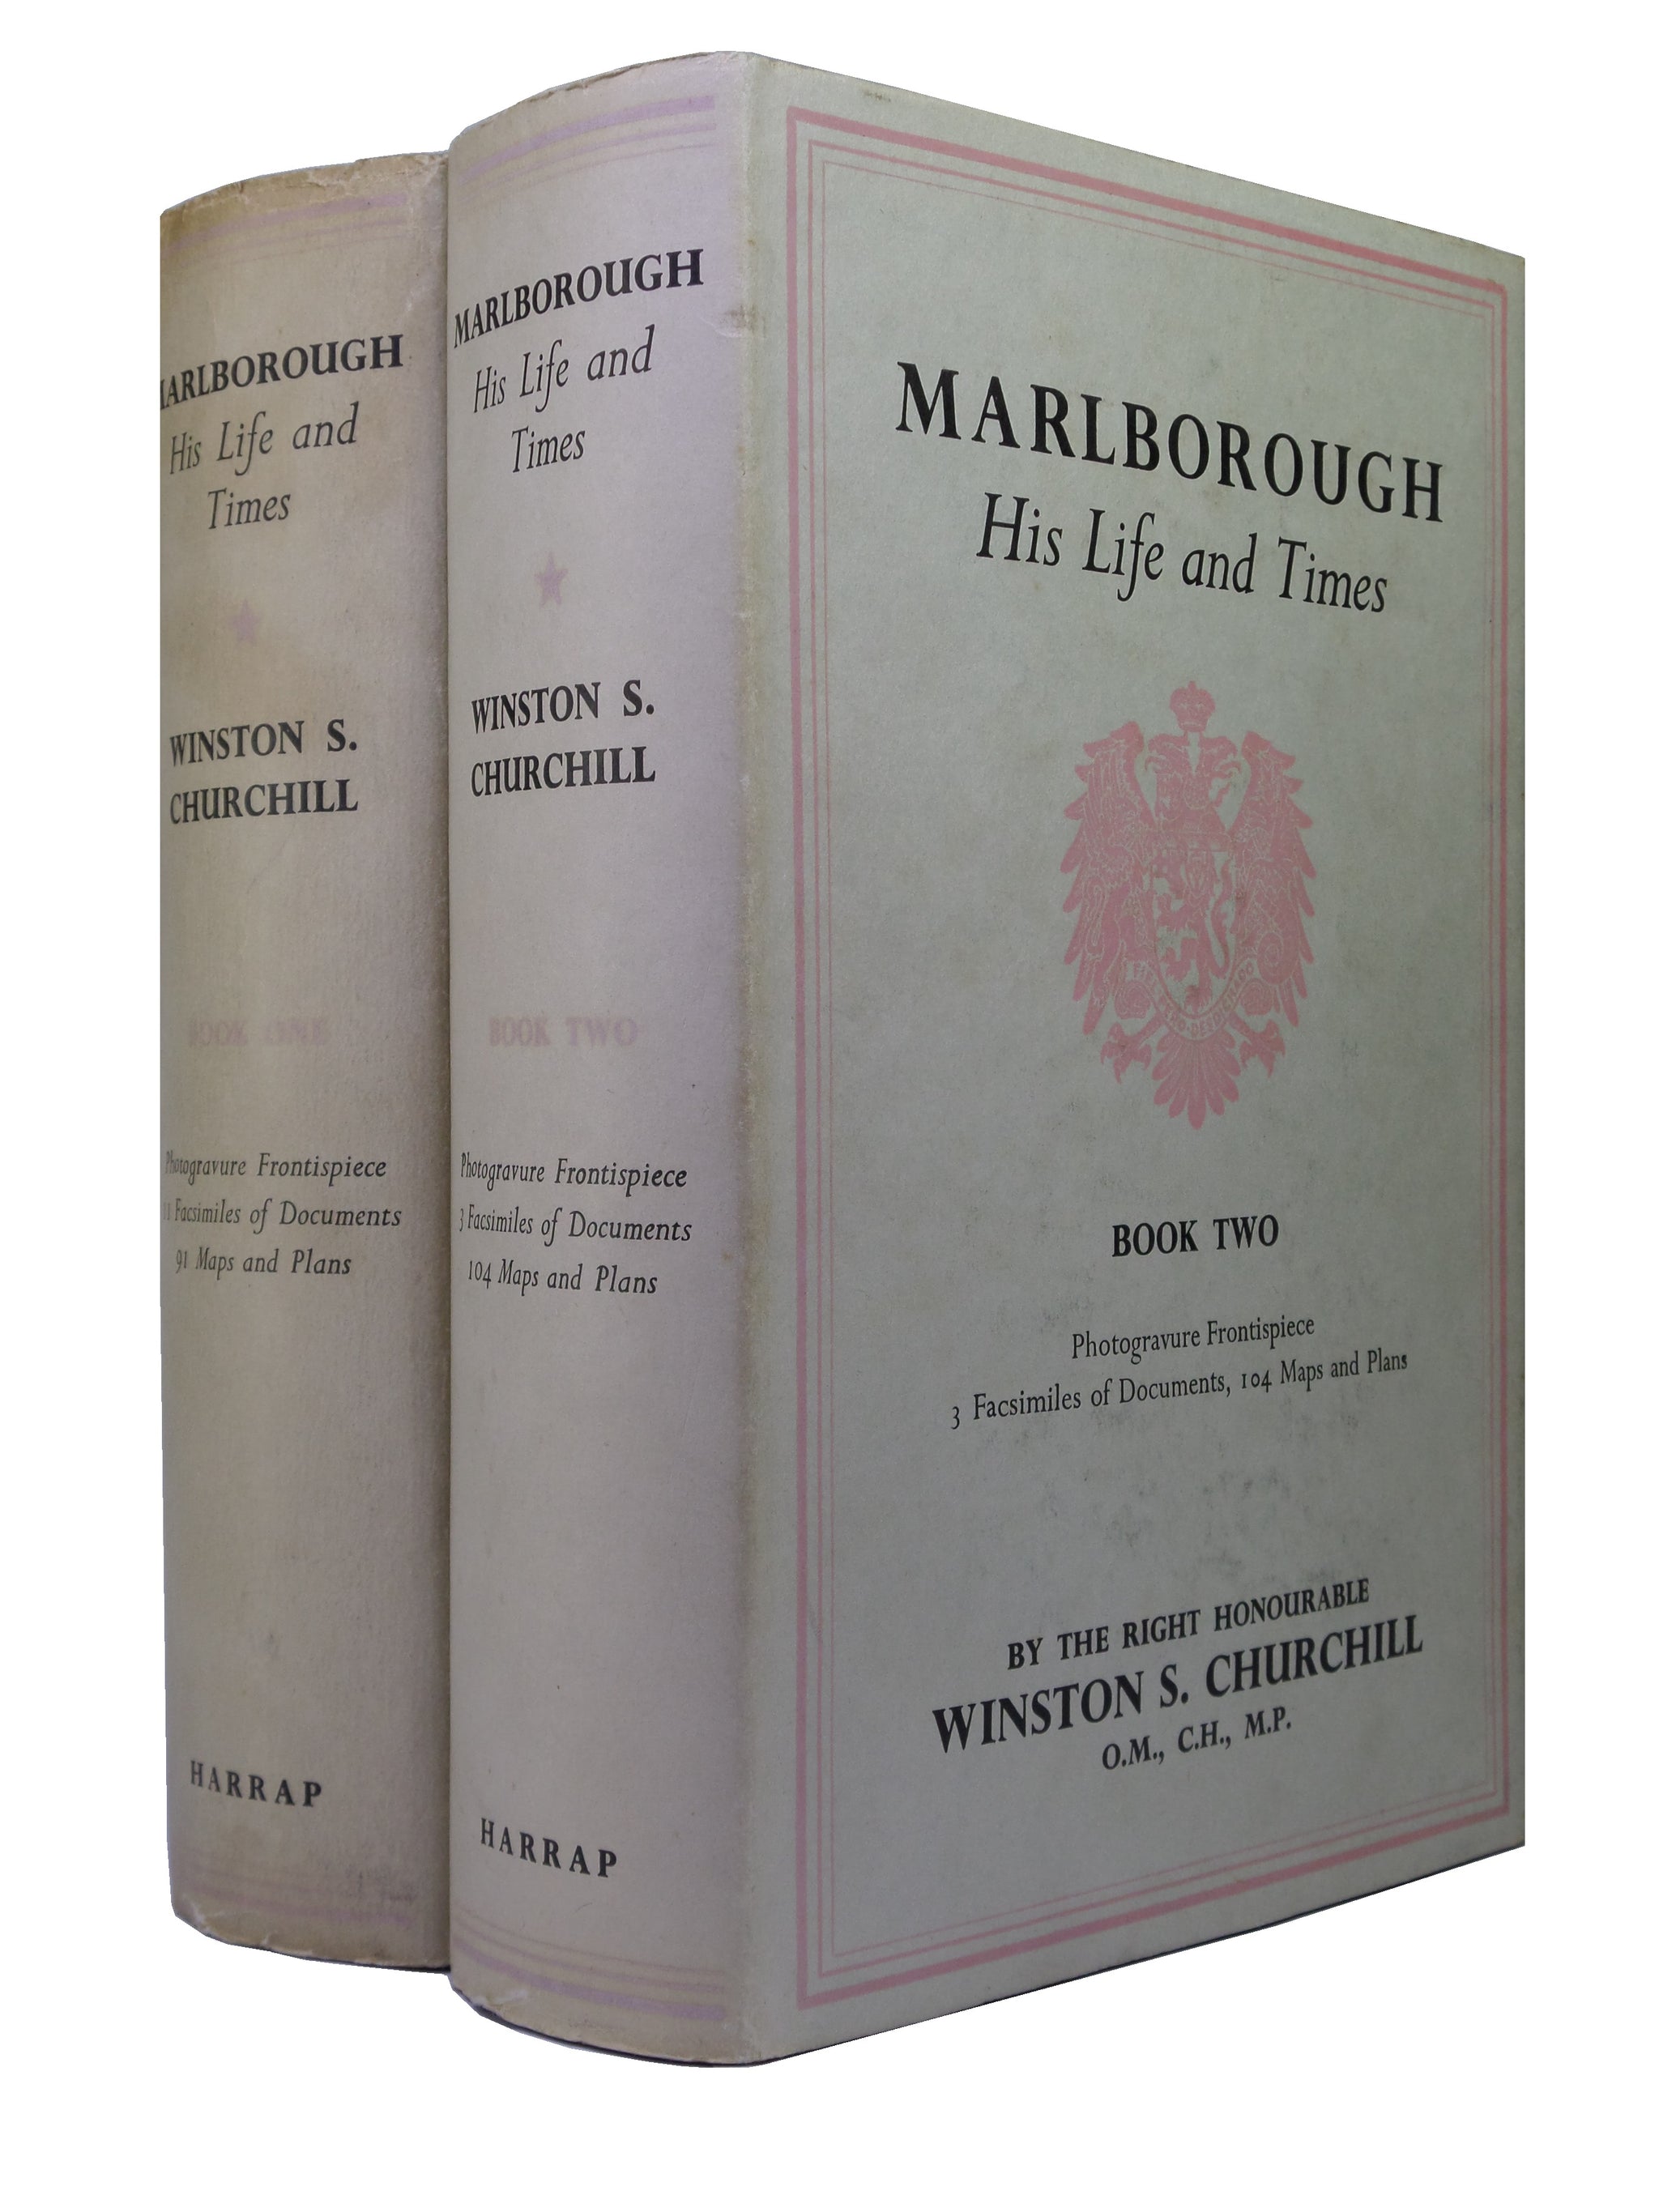 MARLBOROUGH
His Life and
Times
WINSTON S.
CHURCHILL
BOOK ONE
Photogravure Frontispiece
Facsimiles of Documents
91 Maps and Plans
HARRAP
MARLBOROUGH
His Life and
Times
WINSTON S.
CHURCHILL
BOOK TWO
Photogravure Frontispiece
3 Facsimiles of Documents
104 Maps and Plans
HARRAP
MARLBOROUGH
His Life and Times
BOOK TWO
Photogravure Frontispiece
3 Facsimiles of Documents, 104 Maps and Plans
BY THE RIGHT HONOURABLE
WINSTON S. CHURCHILL
O.M., C.H., M.P.